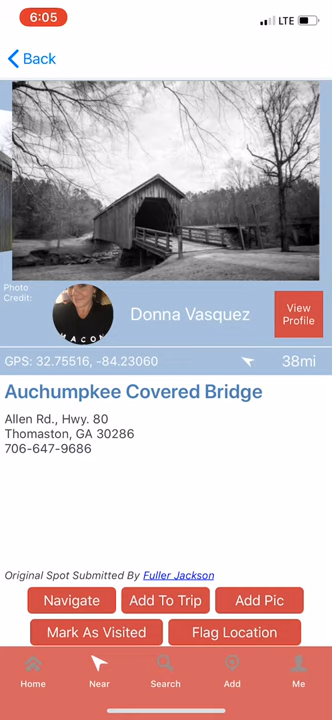 6:05
LTE
Back
Photo
Credit:
MACON
Donna Vasquez
View
Profile
GPS: 32.75516, -84.23060
38mi
Auchumpkee Covered Bridge
Allen Rd., Hwy. 80
Thomaston, GA 30286
706-647-9686
Original Spot Submitted By Fuller Jackson
Navigate
Add To Trip
Add Pic
Mark As Visited
Flag Location
Home
Near
Search
Add
Me